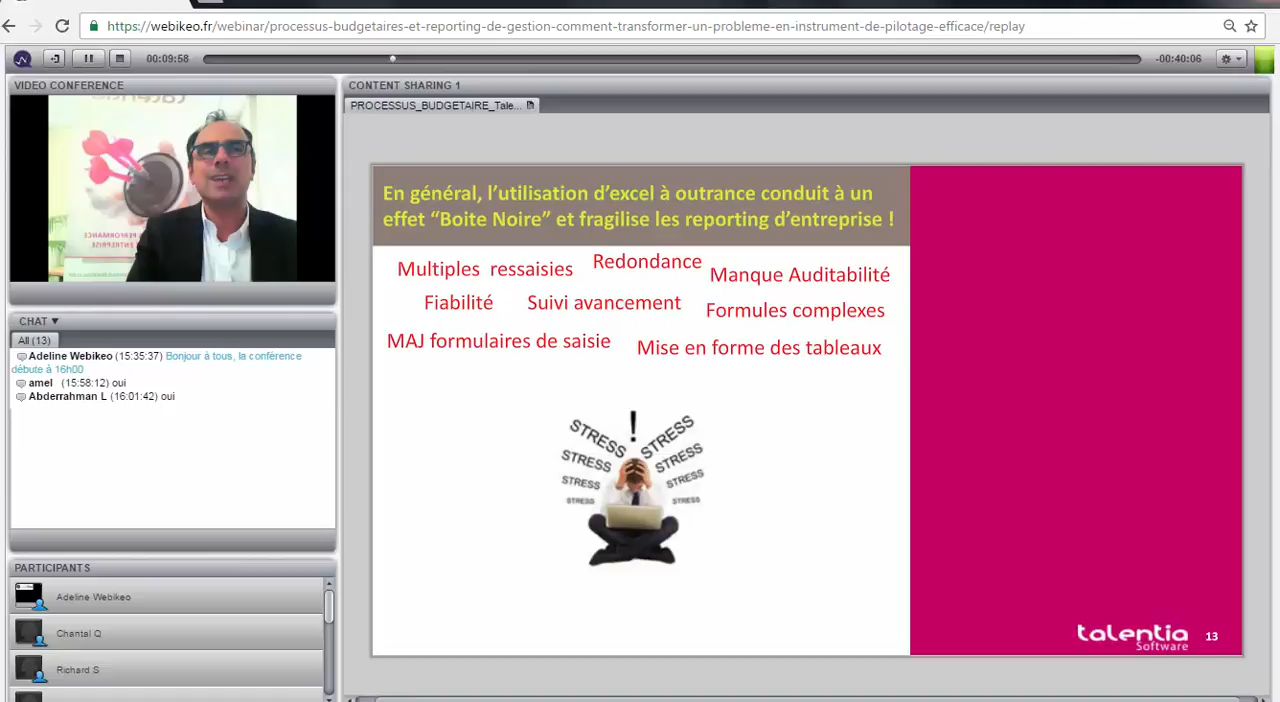 https://webikeo.fr/webinar/processus-budgetaires-et-reporting-de-gestion-comment-transformer-un-probleme-en-instrument-de-pilotage-efficace/replay
00:09:58
-00:40:06
VIDEO CONFERENCE
CHAT
All (13)
Adeline Webikeo (15:35:37) Bonjour à tous, la conférence
débute à 16h00
amel (15:58:12) oui
Abderrahman L (16:01:42) oui
PARTICIPANTS
Adeline Webikeo
Chantal Q
Richard S
CONTENT SHARING 1
PROCESSUS_BUDGETAIRE_Tale...
En général, l’utilisation d’excel à outrance conduit à un
effet “Boite Noire” et fragilise les reporting d’entreprise !
Multiples ressaisies
Redondance
Manque Auditabilité
Fiabilité
Suivi avancement
Formules complexes
MAJ formulaires de saisie
Mise en forme des tableaux
!
STRESS
STRESS
STRESS
STRESS
STRESS
STRESS
STRESS
STRESS
talentia
Software
13